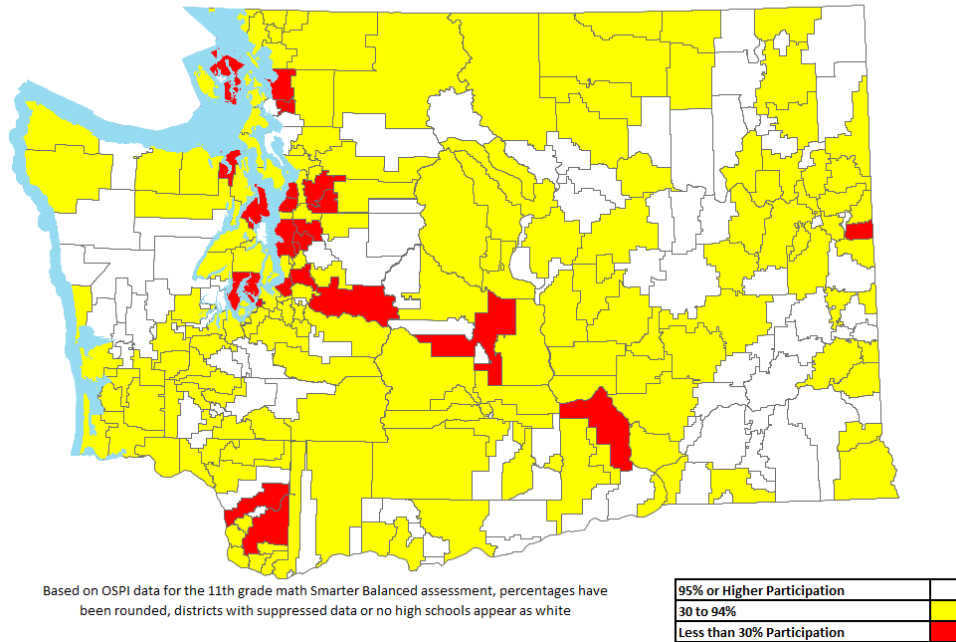 Based on OSPI data for the 11th grade math Smarter Balanced assessment, percentages have
been rounded, districts with suppressed data or no high schools appear as white
95% or Higher Participation
30 to 94%
Less than 30% Participation